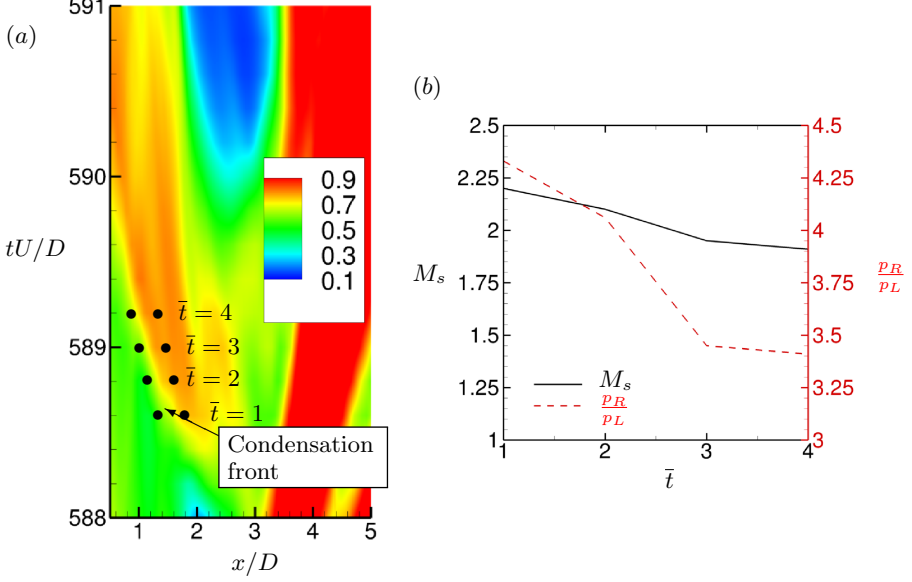 (a)
591
590
589
588
tU/D
0.9
0.7
0.5
0.3
0.1
t̄ = 4
t̄ = 3
t̄ = 2
t̄ = 1
Condensation
front
1 2 3 4 5
x/D
(b)
2.5
2.25
2
1.75
1.5
1.25
1
M_s
4.5
4.25
4
3.75
3.5
3.25
3
p_R/p_L
M_s
p_R/p_L
1 2 3 4
t̄